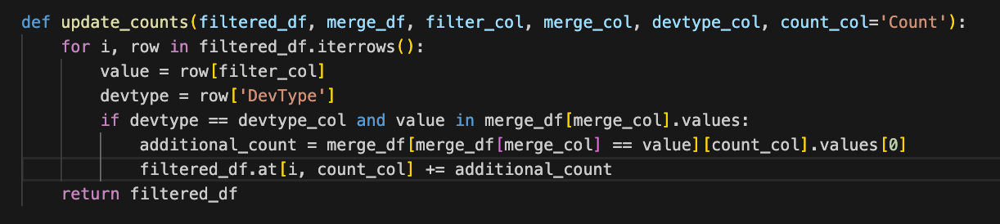 def update_counts(filtered_df, merge_df, filter_col, merge_col, devtype_col, count_col='Count'):
    for i, row in filtered_df.iterrows():
        value = row[filter_col]
        devtype = row['DevType']
        if devtype == devtype_col and value in merge_df[merge_col].values:
            additional_count = merge_df[merge_df[merge_col] == value][count_col].values[0]
            filtered_df.at[i, count_col] += additional_count
    return filtered_df